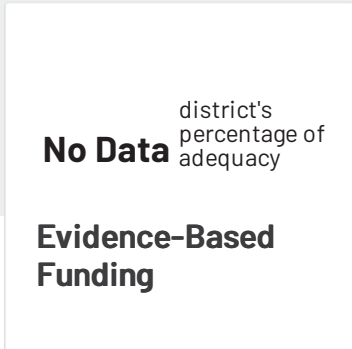 district's
percentage of
No Data adequacy
Evidence-Based
Funding